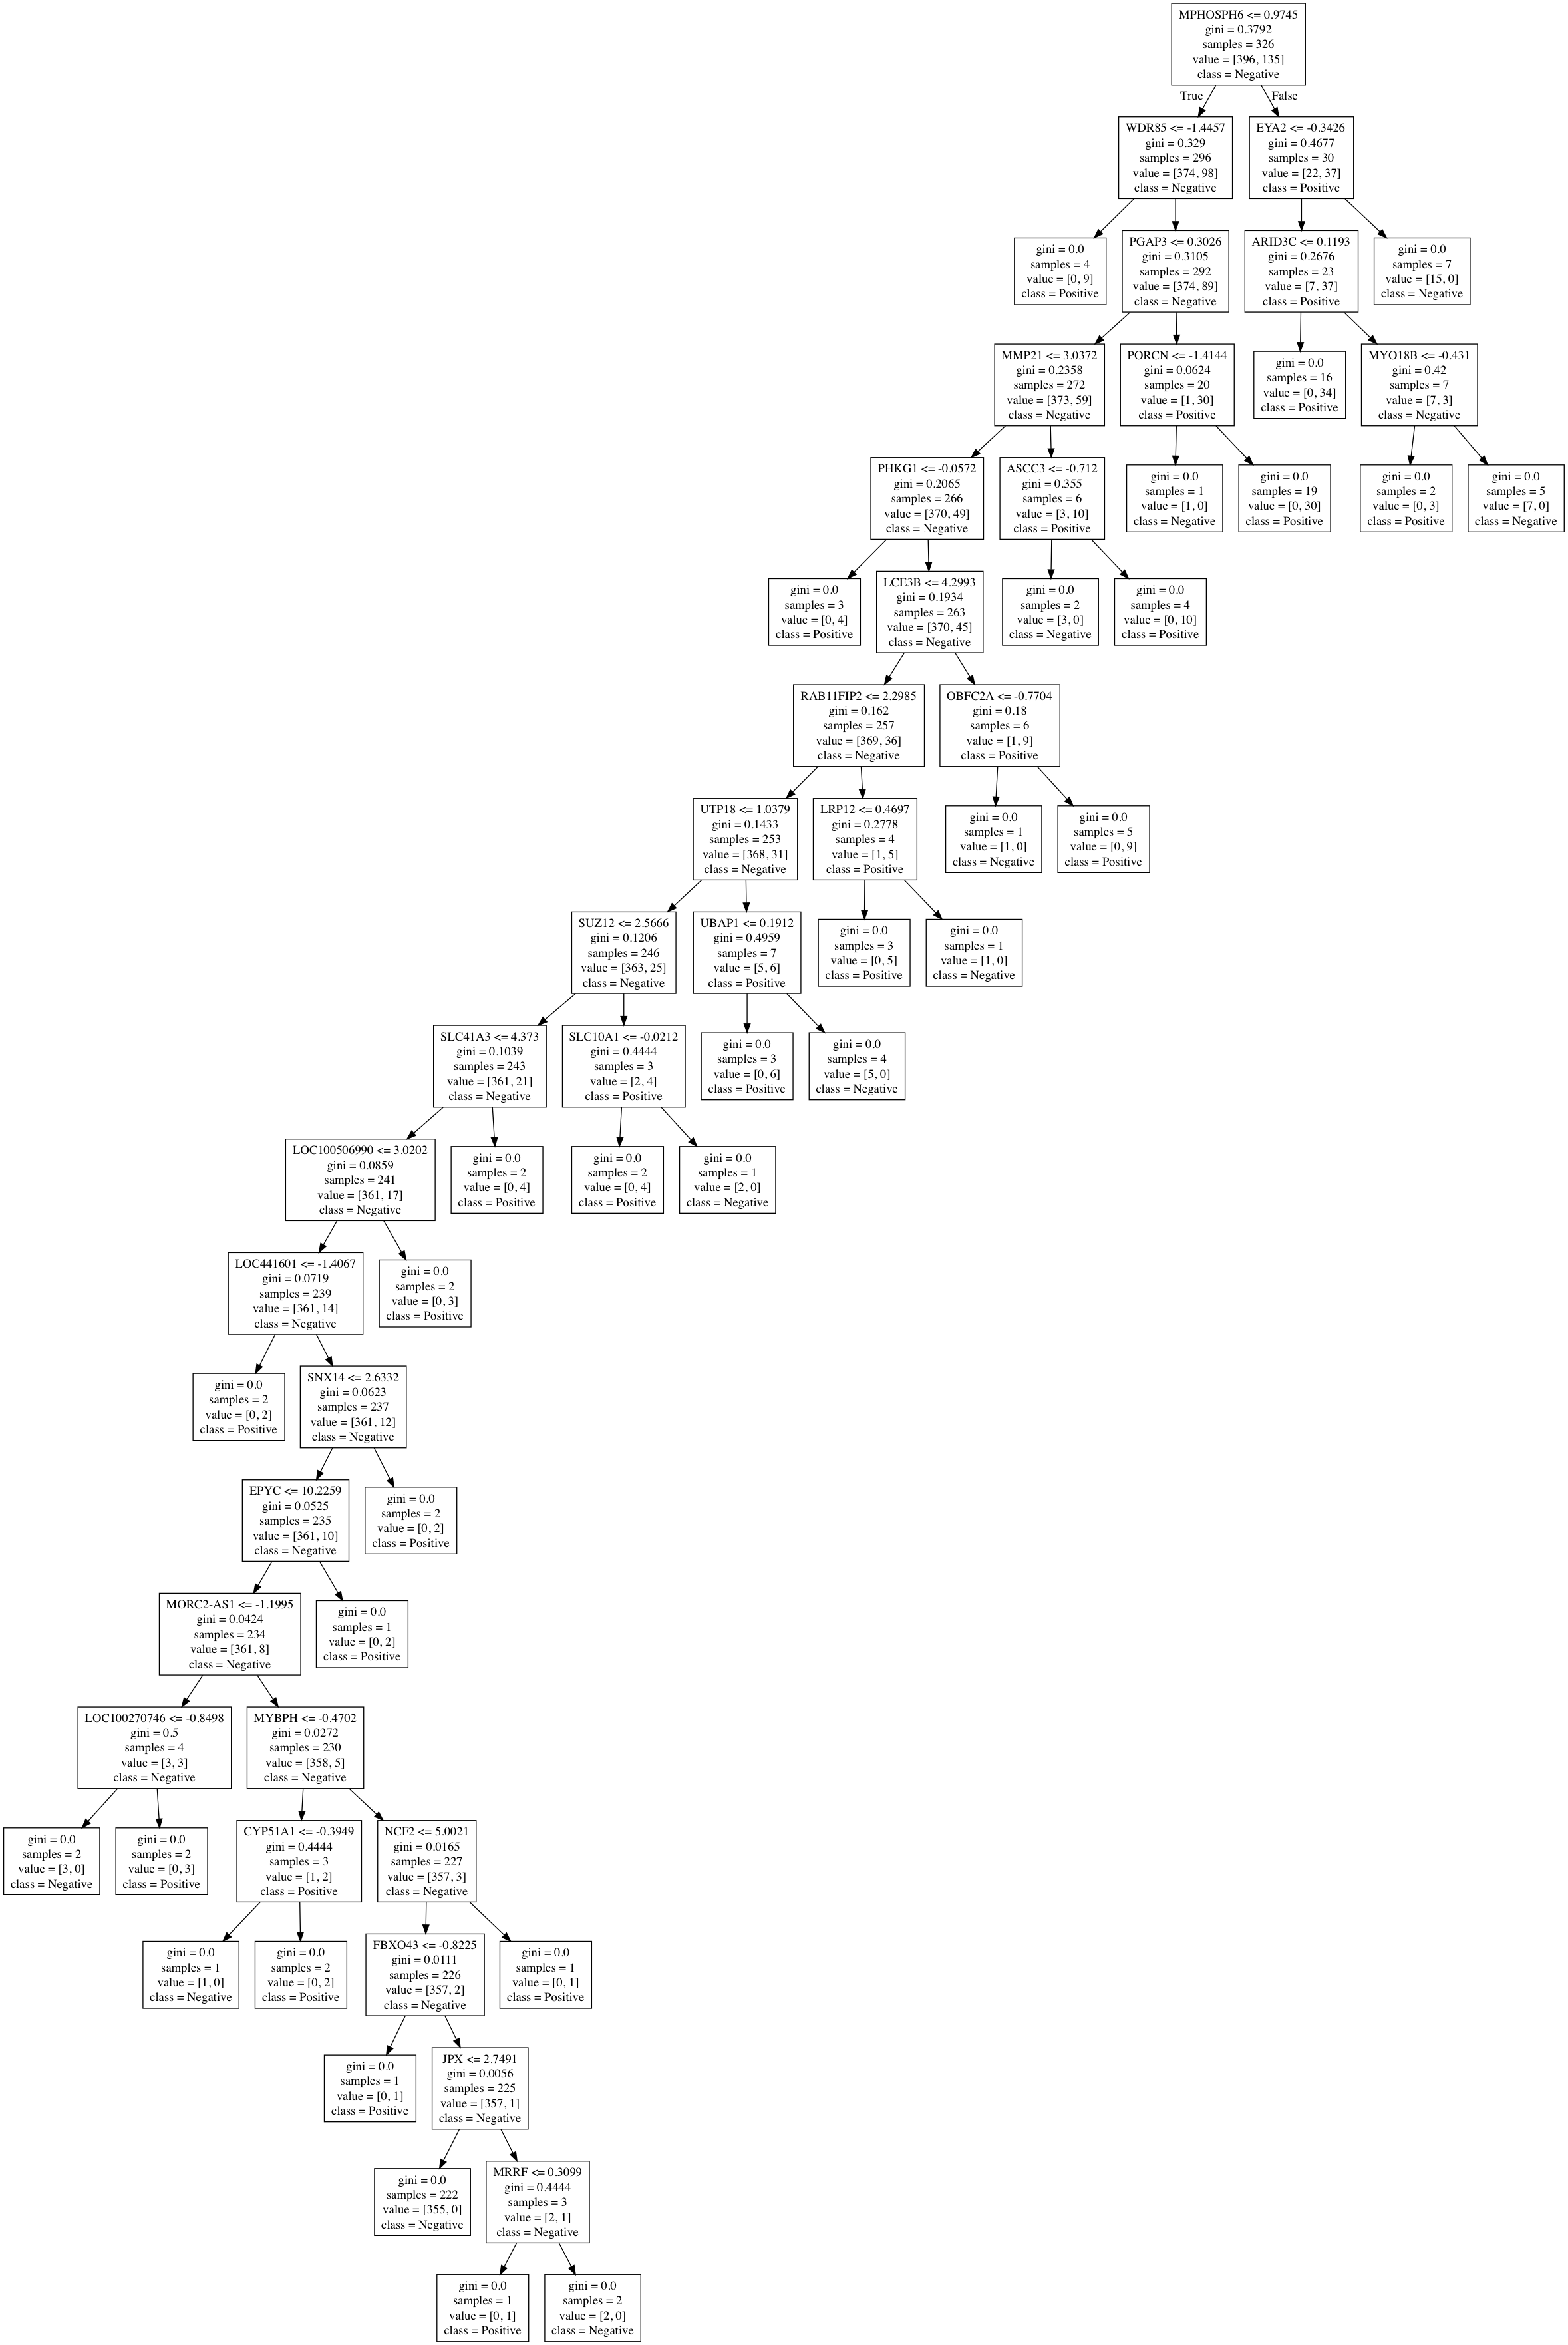 MPHOSPH6 <= 0.9745
gini = 0.3792
samples = 326
value = [396, 135]
class = Negative
True
False
WDR85 <= -1.4457
gini = 0.329
samples = 296
value = [374, 98]
class = Negative
EYA2 <= -0.3426
gini = 0.4677
samples = 30
value = [22, 37]
class = Positive
gini = 0.0
samples = 4
value = [0, 9]
class = Positive
PGAP3 <= 0.3026
gini = 0.3105
samples = 292
value = [374, 89]
class = Negative
ARID3C <= 0.1193
gini = 0.2676
samples = 23
value = [7, 37]
class = Positive
gini = 0.0
samples = 7
value = [15, 0]
class = Negative
MMP21 <= 3.0372
gini = 0.2358
samples = 272
value = [373, 59]
class = Negative
PORCN <= -1.4144
gini = 0.0624
samples = 20
value = [1, 30]
class = Positive
gini = 0.0
samples = 16
value = [0, 34]
class = Positive
MYO18B <= -0.431
gini = 0.42
samples = 7
value = [7, 3]
class = Negative
PHKG1 <= -0.0572
gini = 0.2065
samples = 266
value = [370, 49]
class = Negative
ASCC3 <= -0.712
gini = 0.355
samples = 6
value = [3, 10]
class = Positive
gini = 0.0
samples = 1
value = [1, 0]
class = Negative
gini = 0.0
samples = 19
value = [0, 30]
class = Positive
gini = 0.0
samples = 2
value = [0, 3]
class = Positive
gini = 0.0
samples = 5
value = [7, 0]
class = Negative
gini = 0.0
samples = 3
value = [0, 4]
class = Positive
LCE3B <= 4.2993
gini = 0.1934
samples = 263
value = [370, 45]
class = Negative
gini = 0.0
samples = 2
value = [3, 0]
class = Negative
gini = 0.0
samples = 4
value = [0, 10]
class = Positive
RAB11FIP2 <= 2.2985
gini = 0.162
samples = 257
value = [369, 36]
class = Negative
OBFC2A <= -0.7704
gini = 0.18
samples = 6
value = [1, 9]
class = Positive
UTP18 <= 1.0379
gini = 0.1433
samples = 253
value = [368, 31]
class = Negative
LRP12 <= 0.4697
gini = 0.2778
samples = 4
value = [1, 5]
class = Positive
gini = 0.0
samples = 1
value = [1, 0]
class = Negative
gini = 0.0
samples = 5
value = [0, 9]
class = Positive
SUZ12 <= 2.5666
gini = 0.1206
samples = 246
value = [363, 25]
class = Negative
UBAP1 <= 0.1912
gini = 0.4959
samples = 7
value = [5, 6]
class = Positive
gini = 0.0
samples = 3
value = [0, 5]
class = Positive
gini = 0.0
samples = 1
value = [1, 0]
class = Negative
SLC41A3 <= 4.373
gini = 0.1039
samples = 243
value = [361, 21]
class = Negative
SLC10A1 <= -0.0212
gini = 0.4444
samples = 3
value = [2, 4]
class = Positive
gini = 0.0
samples = 3
value = [0, 6]
class = Positive
gini = 0.0
samples = 4
value = [5, 0]
class = Negative
LOC100506990 <= 3.0202
gini = 0.0859
samples = 241
value = [361, 17]
class = Negative
gini = 0.0
samples = 2
value = [0, 4]
class = Positive
gini = 0.0
samples = 2
value = [0, 4]
class = Positive
gini = 0.0
samples = 1
value = [2, 0]
class = Negative
LOC441601 <= -1.4067
gini = 0.0719
samples = 239
value = [361, 14]
class = Negative
gini = 0.0
samples = 2
value = [0, 3]
class = Positive
gini = 0.0
samples = 2
value = [0, 2]
class = Positive
SNX14 <= 2.6332
gini = 0.0623
samples = 237
value = [361, 12]
class = Negative
EPYC <= 10.2259
gini = 0.0525
samples = 235
value = [361, 10]
class = Negative
gini = 0.0
samples = 2
value = [0, 2]
class = Positive
MORC2-AS1 <= -1.1995
gini = 0.0424
samples = 234
value = [361, 8]
class = Negative
gini = 0.0
samples = 1
value = [0, 2]
class = Positive
LOC100270746 <= -0.8498
gini = 0.5
samples = 4
value = [3, 3]
class = Negative
MYBPH <= -0.4702
gini = 0.0272
samples = 230
value = [358, 5]
class = Negative
gini = 0.0
samples = 2
value = [3, 0]
class = Negative
gini = 0.0
samples = 2
value = [0, 3]
class = Positive
CYP51A1 <= -0.3949
gini = 0.4444
samples = 3
value = [1, 2]
class = Positive
NCF2 <= 5.0021
gini = 0.0165
samples = 227
value = [357, 3]
class = Negative
gini = 0.0
samples = 1
value = [1, 0]
class = Negative
gini = 0.0
samples = 2
value = [0, 2]
class = Positive
FBXO43 <= -0.8225
gini = 0.0111
samples = 226
value = [357, 2]
class = Negative
gini = 0.0
samples = 1
value = [0, 1]
class = Positive
gini = 0.0
samples = 1
value = [0, 1]
class = Positive
JPX <= 2.7491
gini = 0.0056
samples = 225
value = [357, 1]
class = Negative
gini = 0.0
samples = 222
value = [355, 0]
class = Negative
MRRF <= 0.3099
gini = 0.4444
samples = 3
value = [2, 1]
class = Negative
gini = 0.0
samples = 1
value = [0, 1]
class = Positive
gini = 0.0
samples = 2
value = [2, 0]
class = Negative